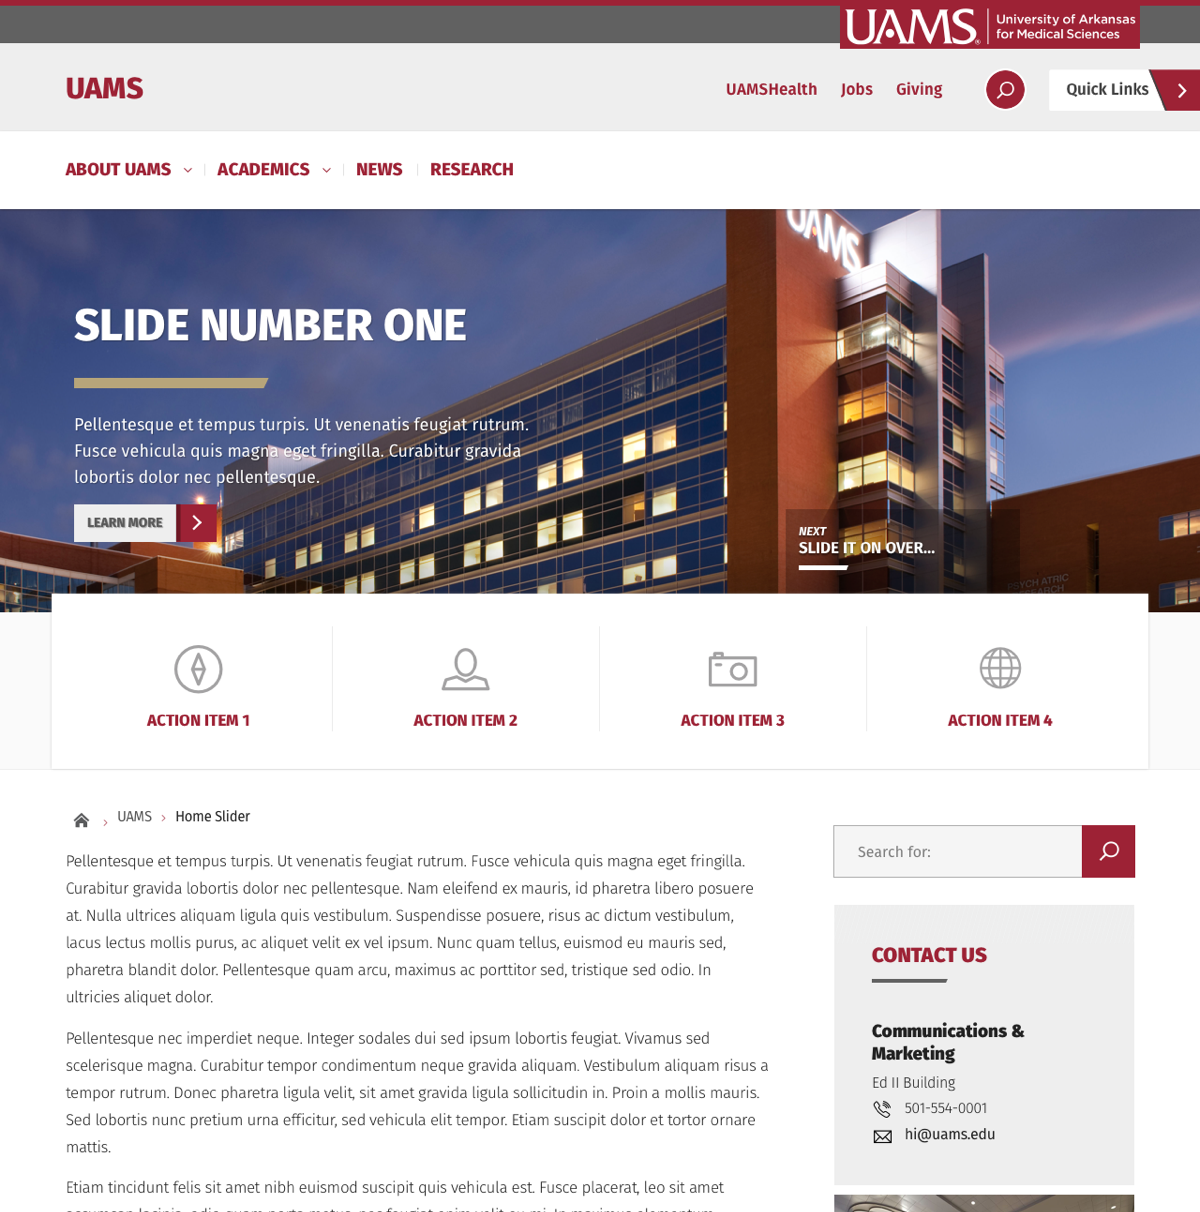 UAMS
University of Arkansas
for Medical Sciences
UAMS
UAMSHealth
Jobs
Giving
Quick Links
ABOUT UAMS
ACADEMICS
NEWS
RESEARCH
UAMS
SLIDE NUMBER ONE
Pellentesque et tempus turpis. Ut venenatis feugiat rutrum.
Fusce vehicula quis magna eget fringilla. Curabitur gravida
lobortis dolor nec pellentesque.
LEARN MORE
NEXT
SLIDE IT ON OVER...
ACTION ITEM 1
ACTION ITEM 2
ACTION ITEM 3
ACTION ITEM 4
UAMS
Home Slider
Pellentesque et tempus turpis. Ut venenatis feugiat rutrum. Fusce vehicula quis magna eget fringilla.
Curabitur gravida lobortis dolor nec pellentesque. Nam eleifend ex mauris, id pharetra libero posuere
at. Nulla ultrices aliquam ligula quis vestibulum. Suspendisse posuere, risus ac dictum vestibulum,
lacus lectus mollis purus, ac aliquet velit ex vel ipsum. Nunc quam tellus, euismod eu mauris sed,
pharetra blandit dolor. Pellentesque quam arcu, maximus ac porttitor sed, tristique sed odio. In
ultricies aliquet dolor.
Pellentesque nec imperdiet neque. Integer sodales dui sed ipsum lobortis feugiat. Vivamus sed
scelerisque magna. Curabitur tempor condimentum neque gravida aliquam. Vestibulum aliquam risus a
tempor rutrum. Donec pharetra ligula velit, sit amet gravida ligula sollicitudin in. Proin a mollis mauris.
Sed lobortis nunc pretium urna efficitur, sed vehicula elit tempor. Etiam suscipit dolor et tortor ornare
mattis.
Etiam tincidunt felis sit amet nibh euismod suscipit quis vehicula est. Fusce placerat, leo sit amet
Search for:
CONTACT US
Communications &
Marketing
Ed II Building
501-554-0001
hi@uams.edu